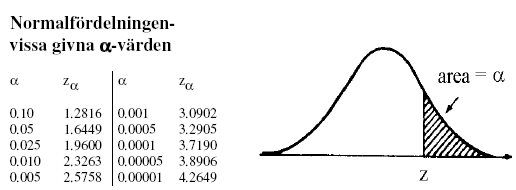 Normalfördelningen-
vissa givna α-värden
α zα α zα
0.10 1.2816 0.001 3.0902
0.05 1.6449 0.0005 3.2905
0.025 1.9600 0.0001 3.7190
0.010 2.3263 0.00005 3.8906
0.005 2.5758 0.00001 4.2649
area = α
z